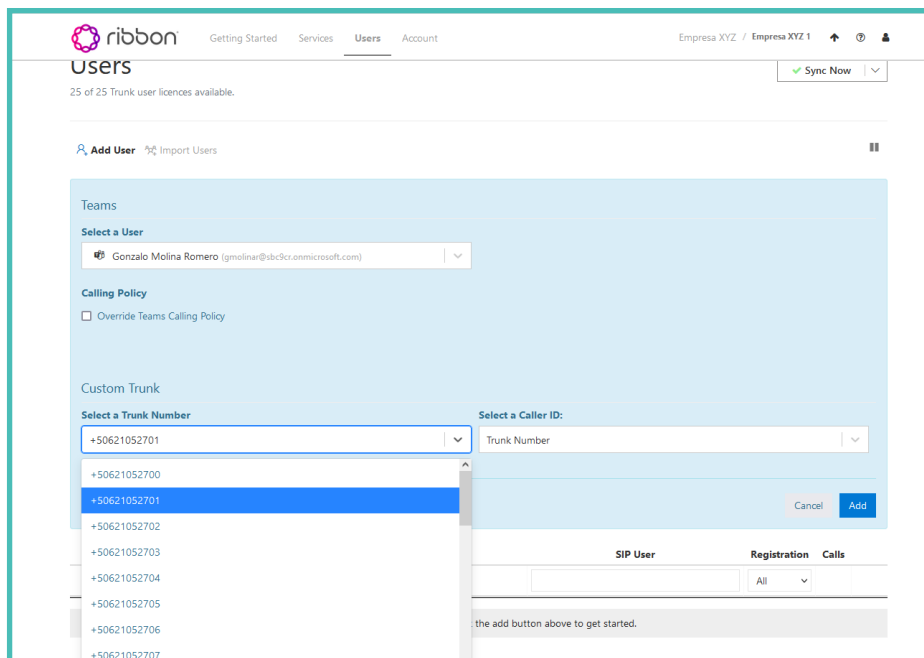 ribbon Getting Started Services Users Account Empresa XYZ / Empresa XYZ 1
Users
Sync Now
25 of 25 Trunk user licences available.
Add User Import Users
Teams
Select a User
Gonzalo Molina Romero (gmolinar@sbc9cr.onmicrosoft.com)
Calling Policy
Override Teams Calling Policy
Custom Trunk
Select a Trunk Number Select a Caller ID:
+50621052701 Trunk Number
+50621052700
+50621052701
+50621052702
+50621052703
+50621052704
+50621052705
+50621052706
+50621052707
Cancel Add
SIP User Registration Calls
All
the add button above to get started.